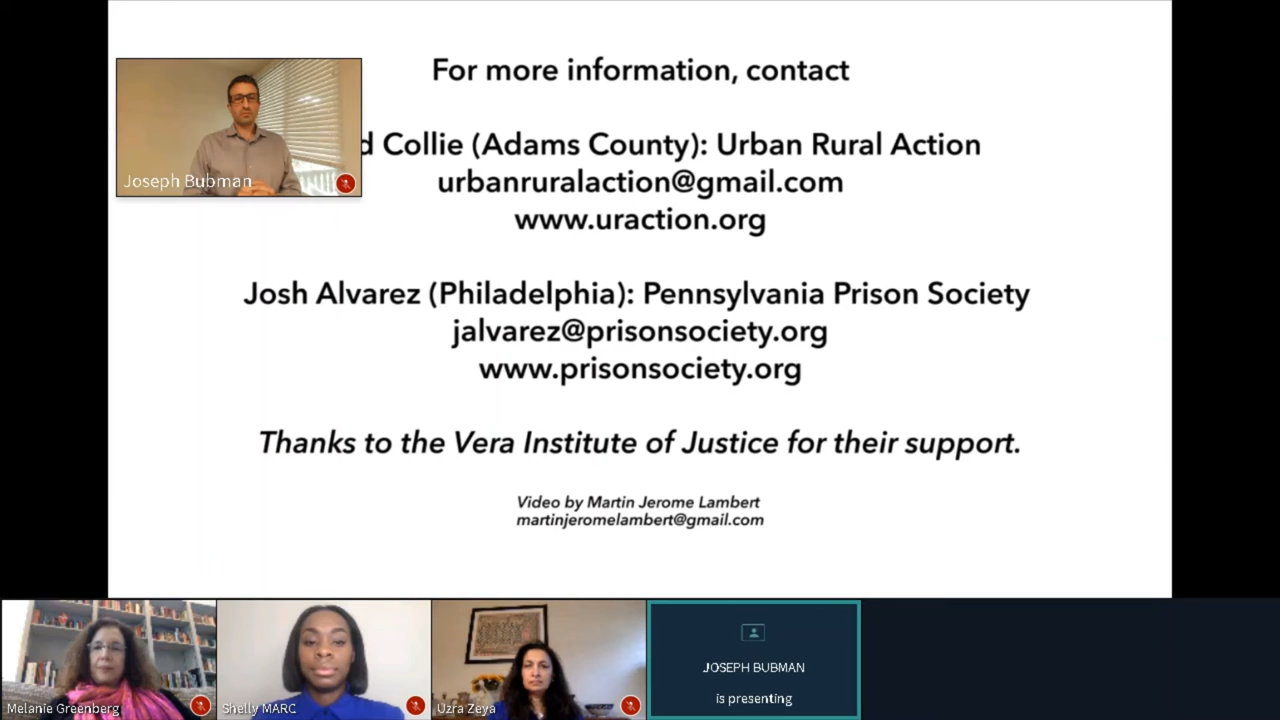 For more information, contact
Collie (Adams County): Urban Rural Action
urbanruralaction@gmail.com
www.uraction.org
Josh Alvarez (Philadelphia): Pennsylvania Prison Society
jalvarez@prisonsociety.org
www.prisonsociety.org
Thanks to the Vera Institute of Justice for their support.
Video by Martin Jerome Lambert
martinjeromelambert@gmail.com
Joseph Bubman
Melanie Greenberg
Shelly MARC
Uzra Zeya
JOSEPH BUBMAN
is presenting